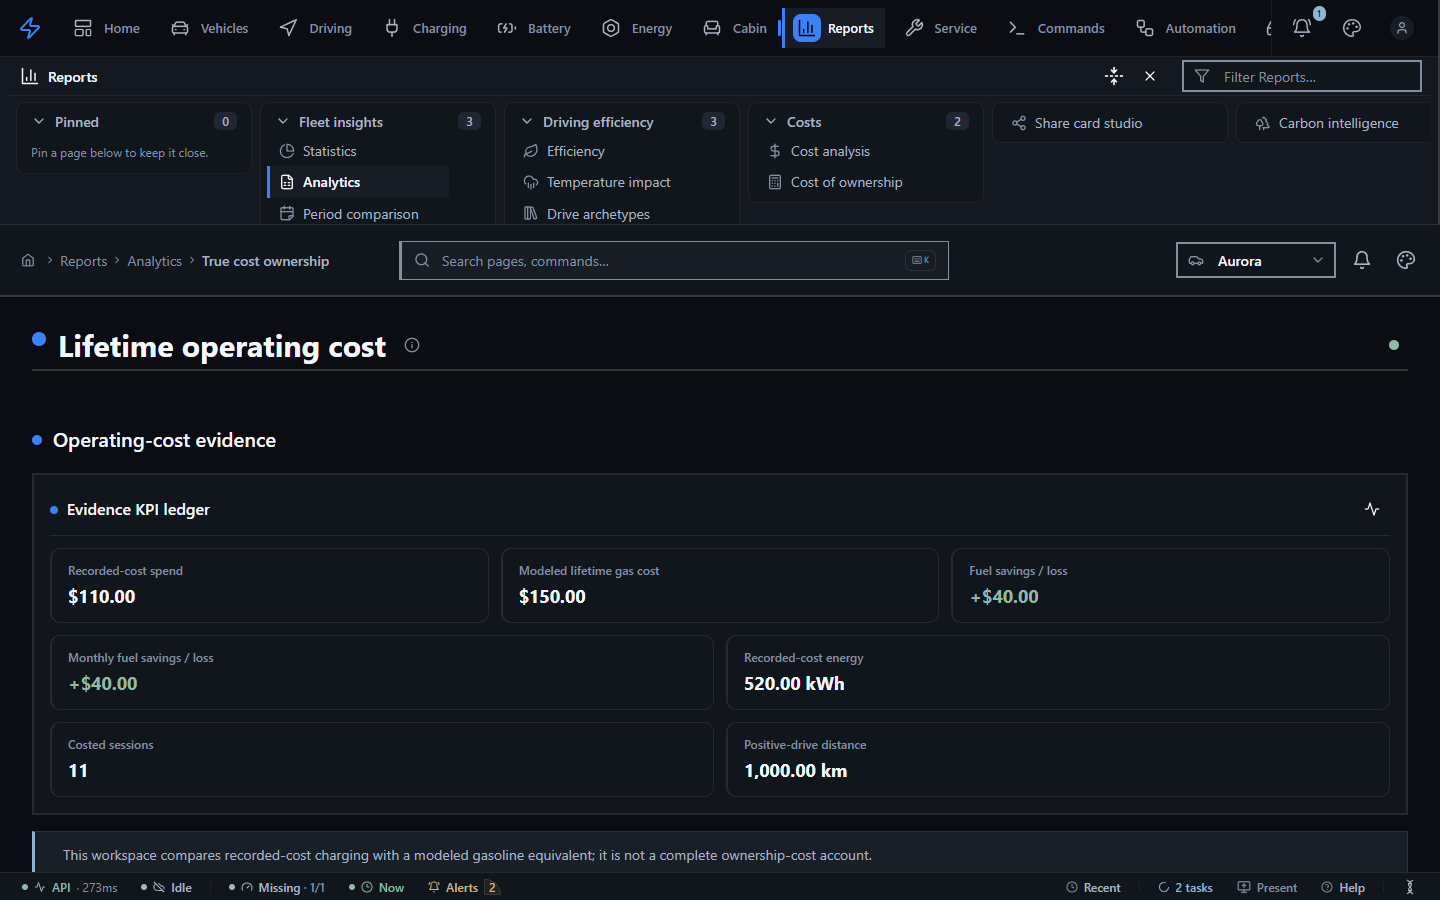 Home Vehicles Driving Charging Battery Energy Cabin Reports Service Commands Automation 1
Reports Filter Reports...
Pinned 0
Pin a page below to keep it close.
Fleet insights 3
Statistics
Analytics
Period comparison
Driving efficiency 3
Efficiency
Temperature impact
Drive archetypes
Costs 2
Cost analysis
Cost of ownership
Share card studio
Carbon intelligence
Reports Analytics True cost ownership
Search pages, commands... K
Aurora
Lifetime operating cost
Operating-cost evidence
Evidence KPI ledger
Recorded-cost spend
$110.00
Modeled lifetime gas cost
$150.00
Fuel savings / loss
+$40.00
Monthly fuel savings / loss
+$40.00
Recorded-cost energy
520.00 kWh
Costed sessions
11
Positive-drive distance
1,000.00 km
This workspace compares recorded-cost charging with a modeled gasoline equivalent; it is not a complete ownership-cost account.
API · 273ms Idle Missing · 1/1 Now Alerts 2 Recent 2 tasks Present Help